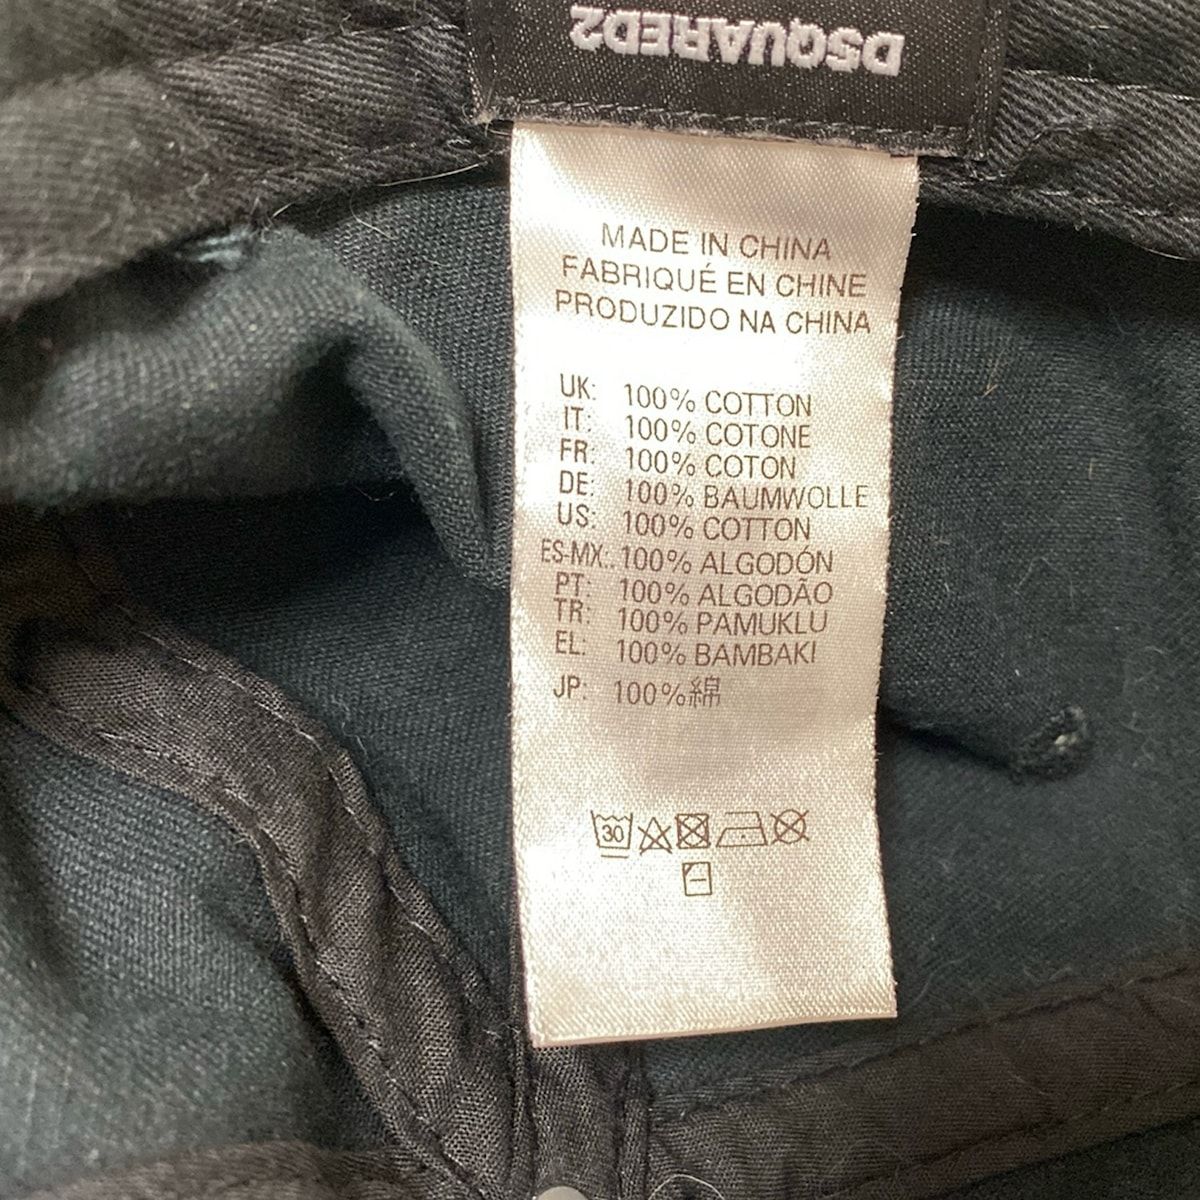 DSQUARED2
MADE IN CHINA
FABRIQUÉ EN CHINE
PRODUZIDO NA CHINA
UK: 100% COTTON
IT: 100% COTONE
FR: 100% COTON
DE: 100% BAUMWOLLE
US: 100% COTTON
ES-MX:. 100% ALGODÓN
PT: 100% ALGODÃO
TR: 100% PAMUKLU
EL: 100% BAMBAKI
JP: 100%綿
30